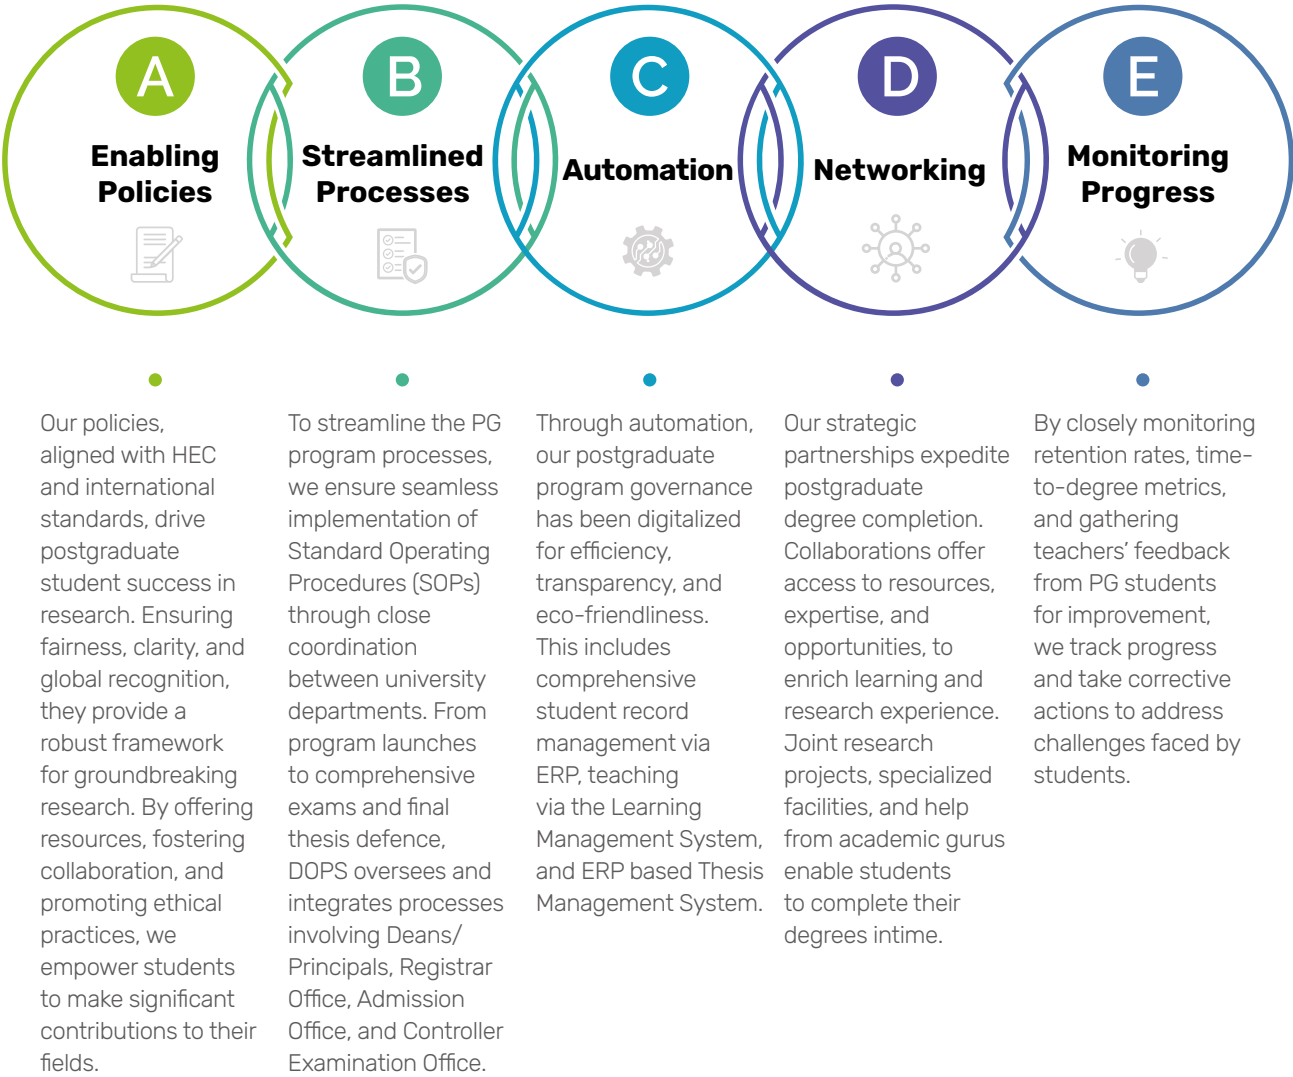 A
Enabling
Policies
Our policies,
aligned with HEC
and international
standards, drive
postgraduate
student success in
research. Ensuring
fairness, clarity, and
global recognition,
they provide a
robust framework
for groundbreaking
research. By offering
resources, fostering
collaboration, and
promoting ethical
practices, we
empower students
to make significant
contributions to their
fields.
B
Streamlined
Processes
To streamline the PG
program processes,
we ensure seamless
implementation of
Standard Operating
Procedures (SOPs)
through close
coordination
between university
departments. From
program launches
to comprehensive
exams and final
thesis defence,
DOPS oversees and
integrates processes
involving Deans/
Principals, Registrar
Office, Admission
Office, and Controller
Examination Office.
C
Automation
Through automation,
our postgraduate
program governance
has been digitalized
for efficiency,
transparency, and
eco-friendliness.
This includes
comprehensive
student record
management via
ERP, teaching
via the Learning
Management System,
and ERP based Thesis
Management System.
D
Networking
Our strategic
partnerships expedite
postgraduate
degree completion.
Collaborations offer
access to resources,
expertise, and
opportunities, to
enrich learning and
research experience.
Joint research
projects, specialized
facilities, and help
from academic gurus
enable students
to complete their
degrees intime.
E
Monitoring
Progress
By closely monitoring
retention rates, time-
to-degree metrics,
and gathering
teachers’ feedback
from PG students
for improvement,
we track progress
and take corrective
actions to address
challenges faced by
students.